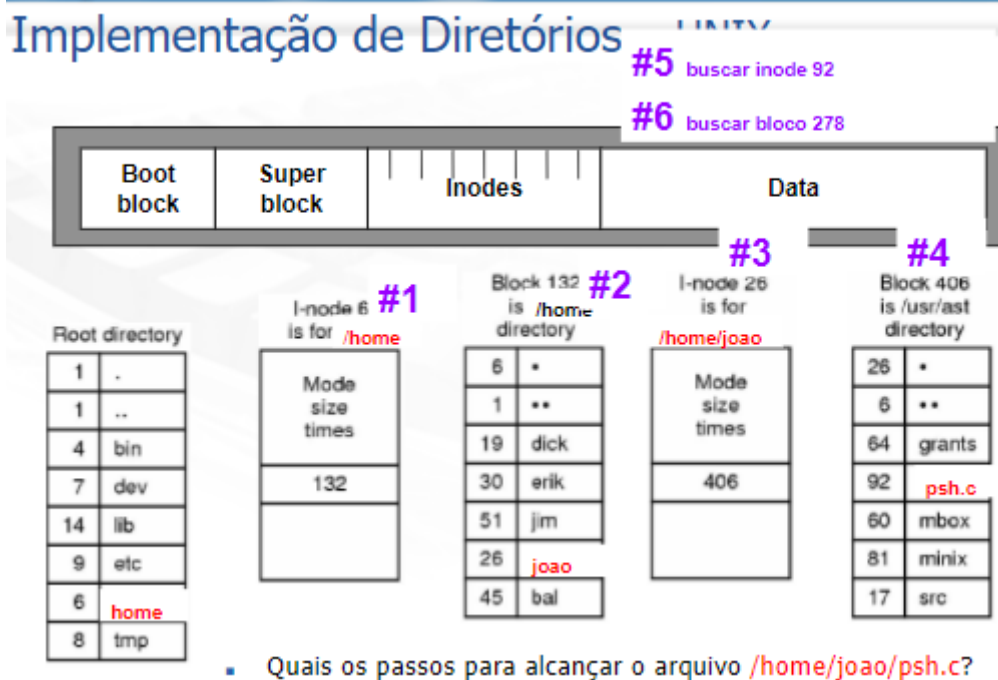 Implementação de Diretórios UNIX
#5 buscar inode 92
#6 buscar bloco 278
Boot block
Super block
Inodes
Data
Root directory
1 .
1 ..
4 bin
7 dev
14 lib
9 etc
6 home
8 tmp
#1
I-node 6
is for /home
Mode
size
times
132
#2
Block 132
is /home
directory
6 •
1 ••
19 dick
30 erik
51 jim
26 joao
45 bal
#3
I-node 26
is for
/home/joao
Mode
size
times
406
#4
Block 406
is /usr/ast
directory
26 •
6 ••
64 grants
92 psh.c
60 mbox
81 minix
17 src
▪ Quais os passos para alcançar o arquivo /home/joao/psh.c?